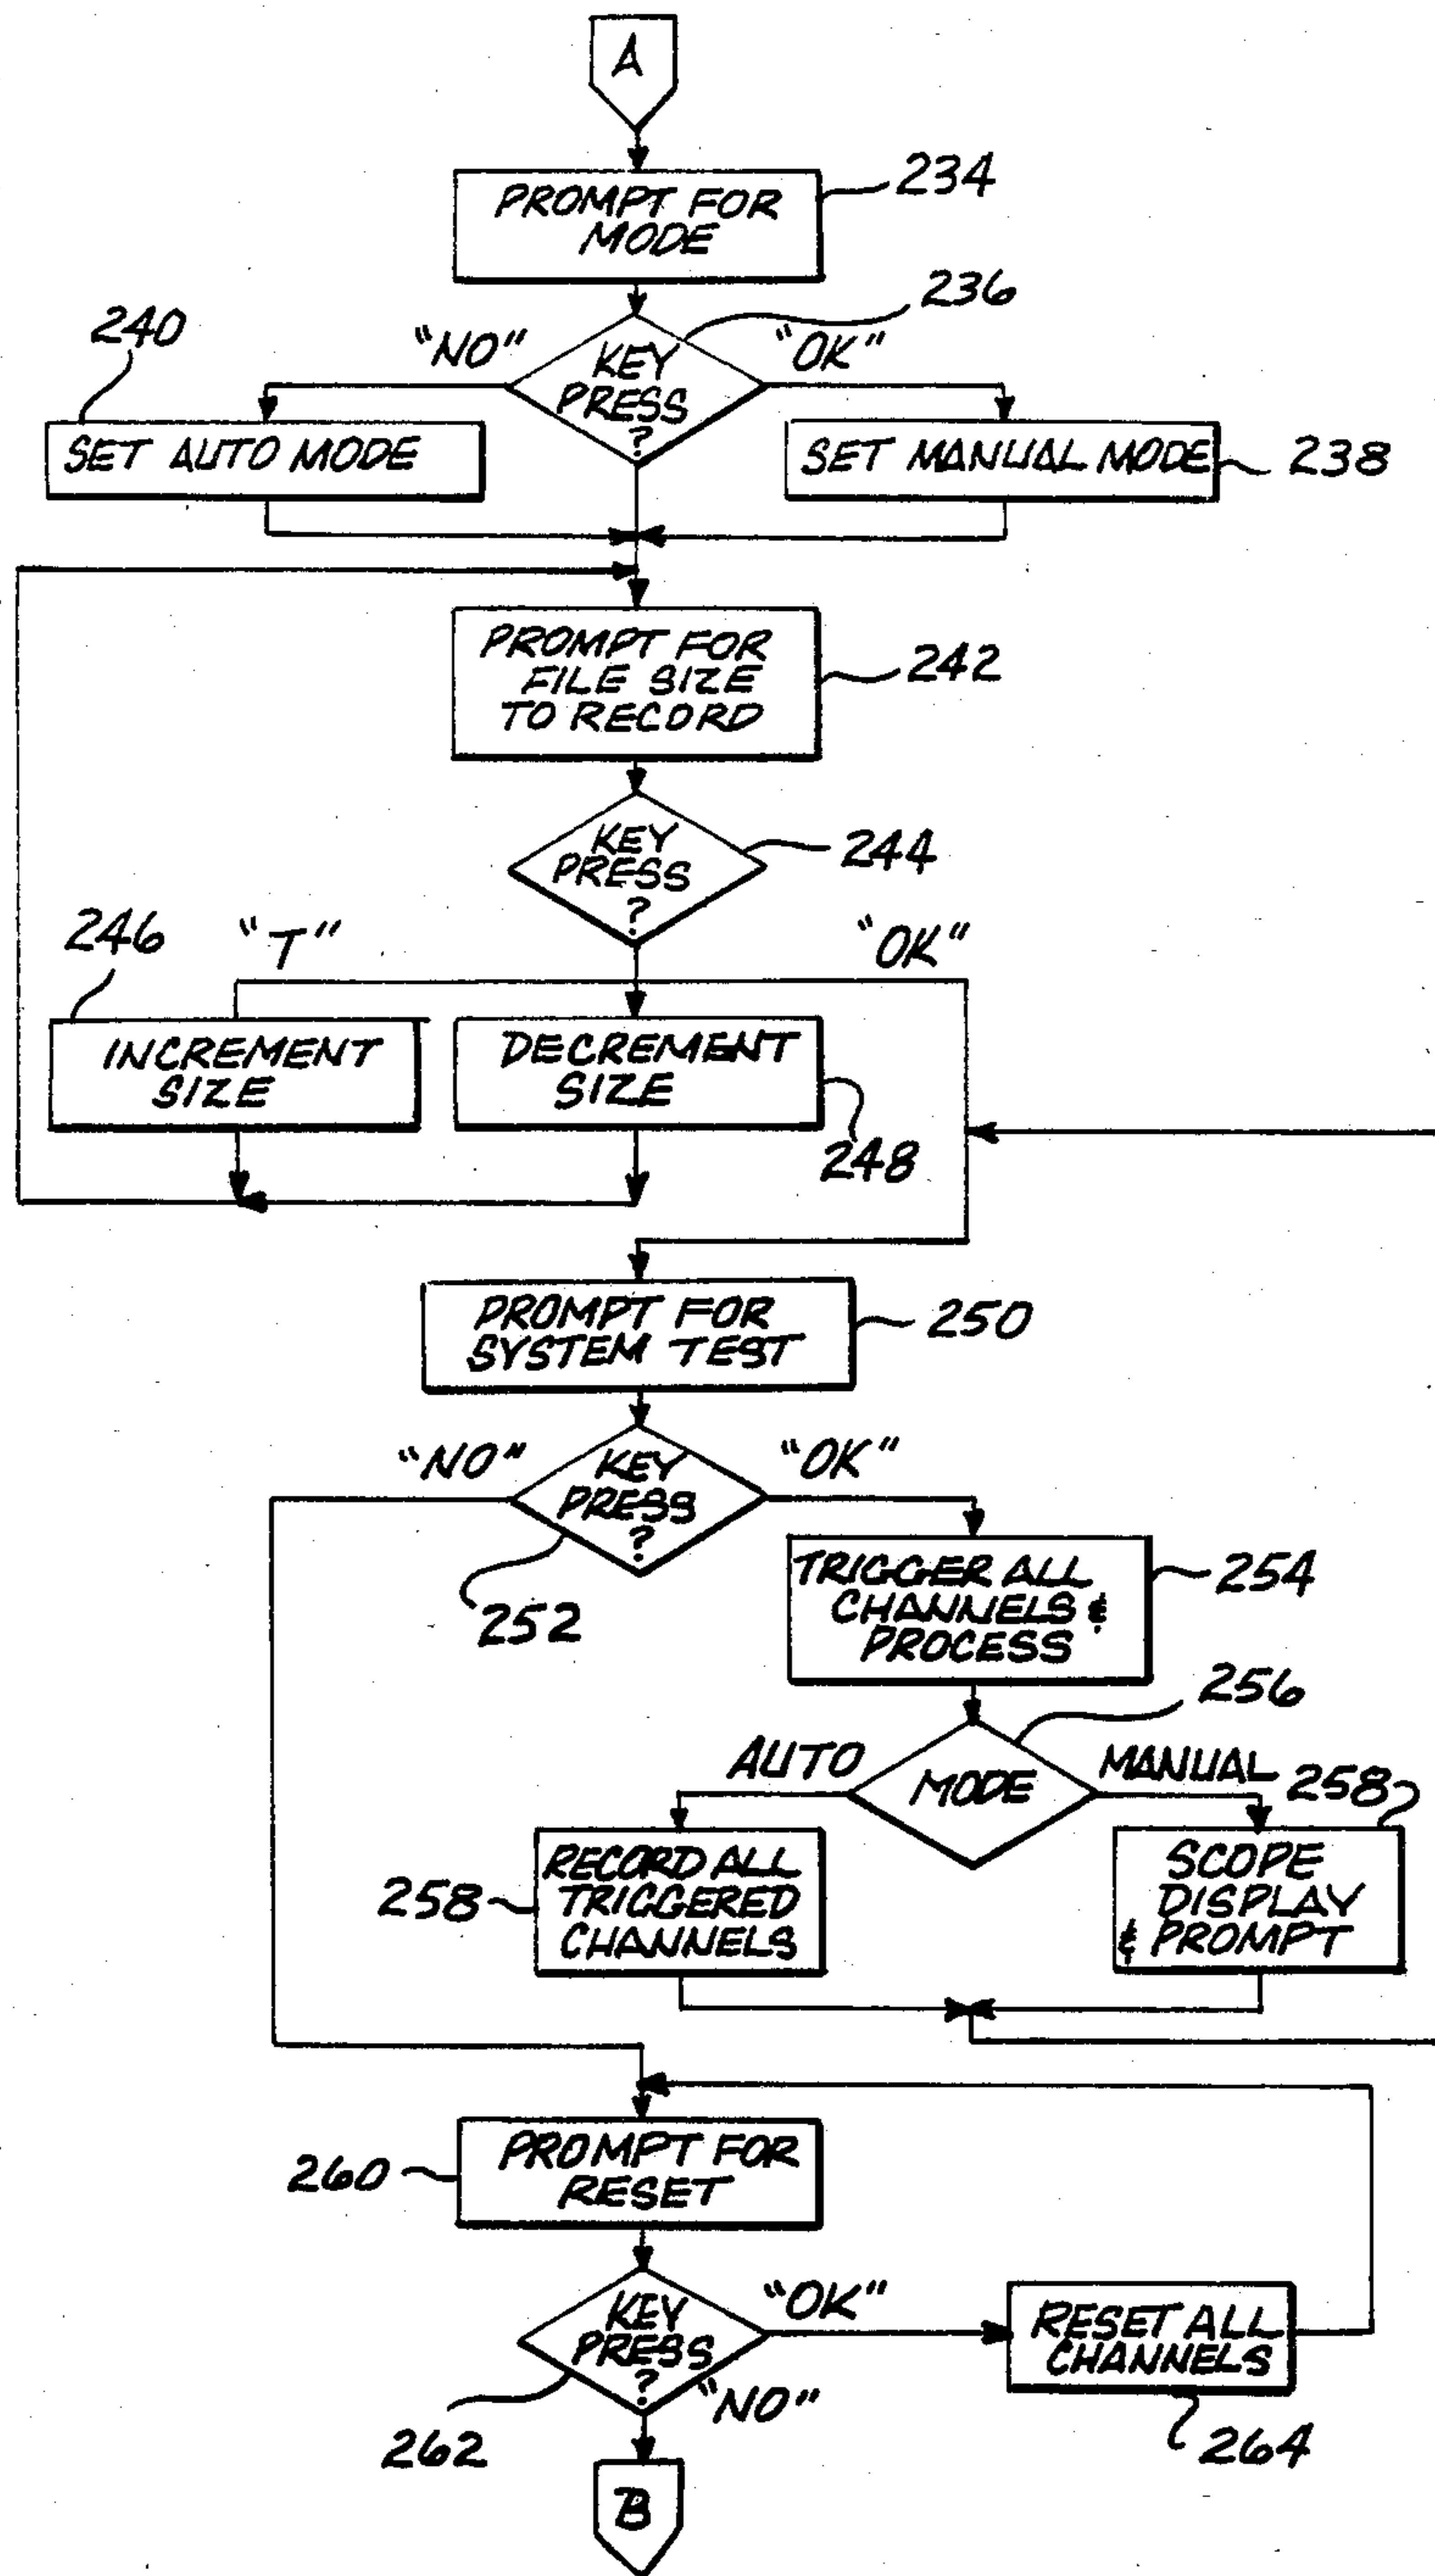 A
PROMPT FOR
MODE
234
236
"NO"
"OK"
KEY
PRESS
?
240
SET AUTO MODE
SET MANUAL MODE
238
PROMPT FOR
FILE SIZE
TO RECORD
242
KEY
PRESS
?
244
246
"T"
"OK"
INCREMENT
SIZE
DECREMENT
SIZE
248
PROMPT FOR
SYSTEM TEST
250
"NO"
"OK"
KEY
PRESS
?
252
TRIGGER ALL
CHANNELS &
PROCESS
254
256
AUTO
MODE
MANUAL
258
RECORD ALL
TRIGGERED
CHANNELS
258
SCOPE
DISPLAY
& PROMPT
260
PROMPT FOR
RESET
KEY
PRESS
?
"OK"
"NO"
262
RESET ALL
CHANNELS
264
B